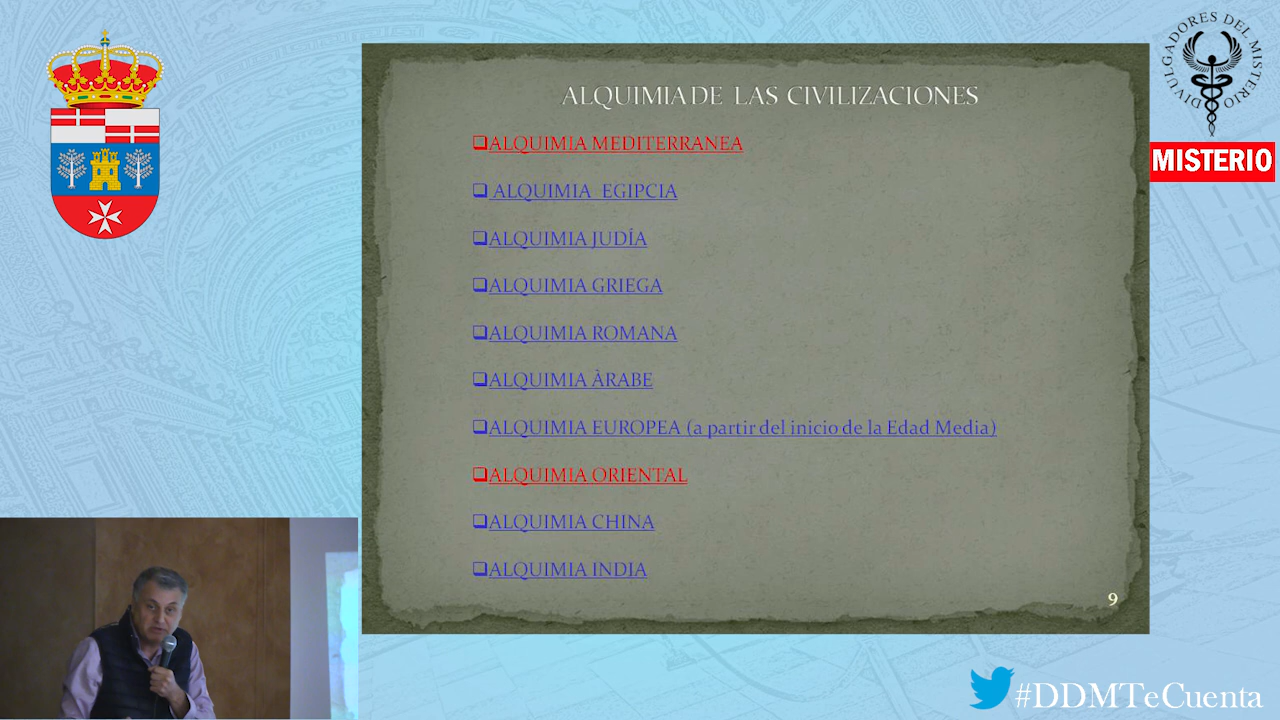 ALQUIMIA DE LAS CIVILIZACIONES
ALQUIMIA MEDITERRANEA
ALQUIMIA EGIPCIA
ALQUIMIA JUDÍA
ALQUIMIA GRIEGA
ALQUIMIA ROMANA
ALQUIMIA ÀRABE
ALQUIMIA EUROPEA (a partir del inicio de la Edad Media)
ALQUIMIA ORIENTAL
ALQUIMIA CHINA
ALQUIMIA INDIA
9
DIVULGADORES DEL MISTERIO
MISTERIO
#DDMTeCuenta